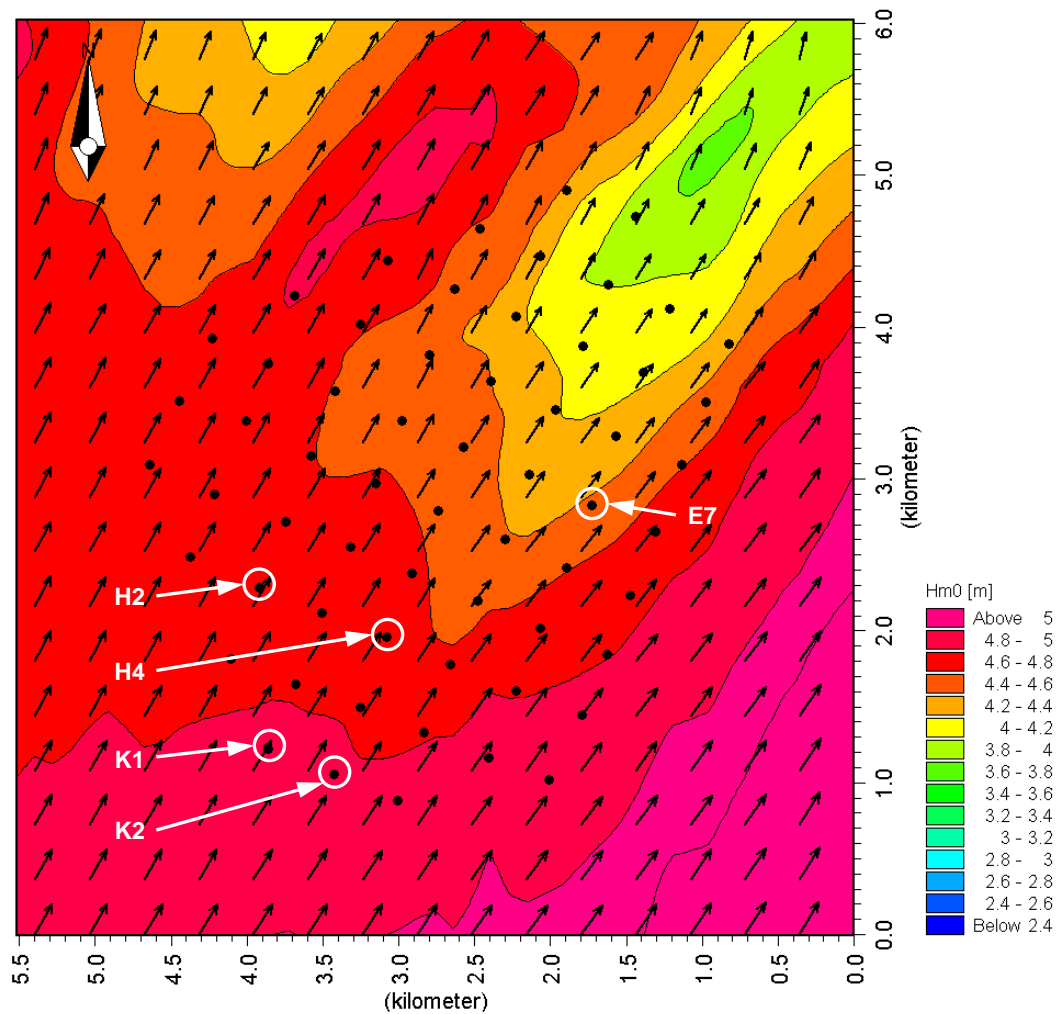 N
6.0
5.0
4.0
3.0
2.0
1.0
0.0
(kilometer)
E7
H2
H4
K1
K2
5.5
5.0
4.5
4.0
3.5
3.0
2.5
2.0
1.5
1.0
0.5
0.0
(kilometer)
Hm0 [m]
Above 5
4.8 - 5
4.6 - 4.8
4.4 - 4.6
4.2 - 4.4
4 - 4.2
3.8 - 4
3.6 - 3.8
3.4 - 3.6
3.2 - 3.4
3 - 3.2
2.8 - 3
2.6 - 2.8
2.4 - 2.6
Below 2.4